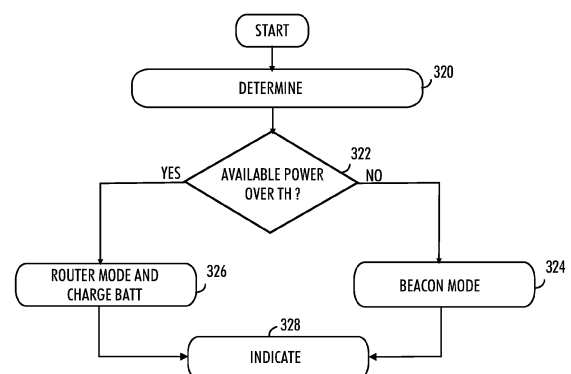 START
320
DETERMINE
322
YES
AVAILABLE POWER
OVER TH ?
NO
326
ROUTER MODE AND
CHARGE BATT
324
BEACON MODE
328
INDICATE